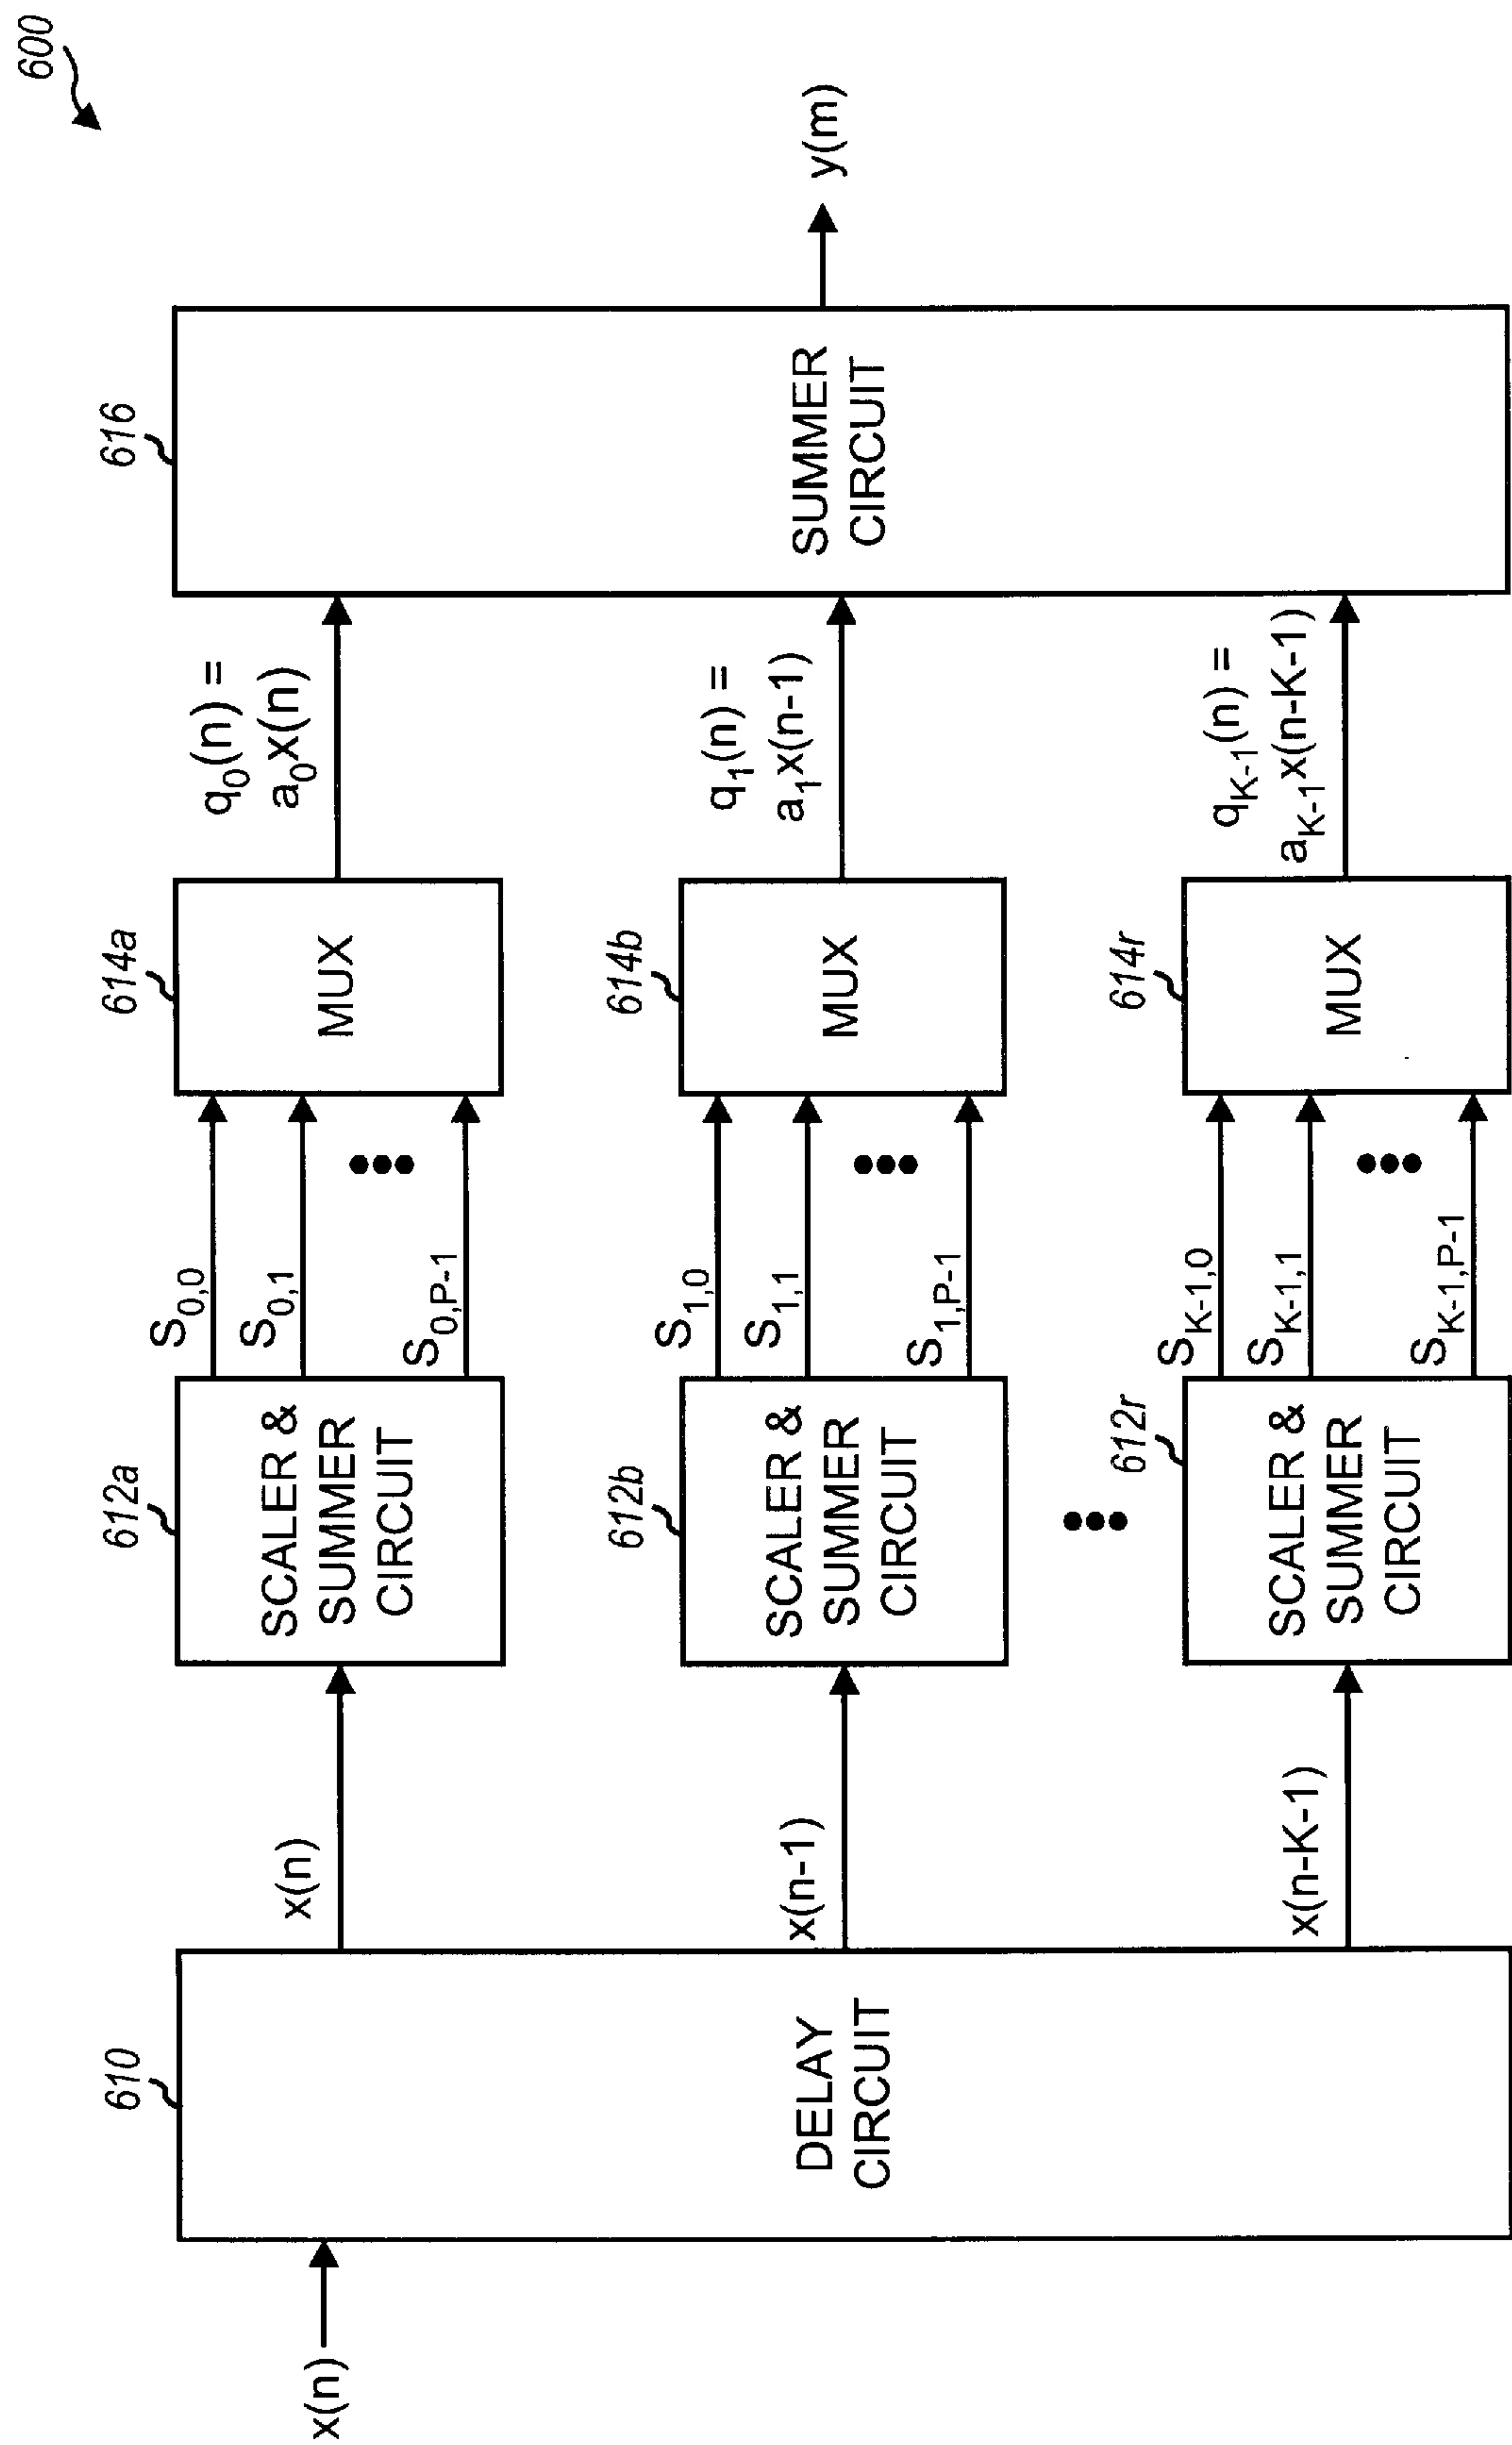 600
x(n)
610
DELAY
CIRCUIT
x(n)
x(n-1)
x(n-K-1)
612a
SCALER &
SUMMER
CIRCUIT
612b
SCALER &
SUMMER
CIRCUIT
612r
SCALER &
SUMMER
CIRCUIT
S0,0
S0,1
S0,P-1
S1,0
S1,1
S1,P-1
SK-1,0
SK-1,1
SK-1,P-1
614a
MUX
614b
MUX
614r
MUX
q0(n) =
a0x(n)
q1(n) =
a1x(n-1)
qK-1(n) =
aK-1x(n-K-1)
616
SUMMER
CIRCUIT
y(m)